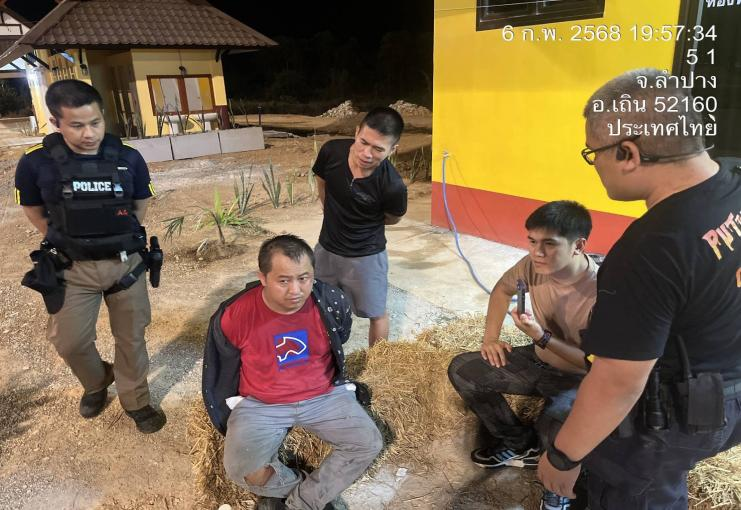 6 ก.พ. 2568 19:57:34
5 1
จ.ลำปาง
อ.เถิน 52160
ประเทศไทย
POLICE